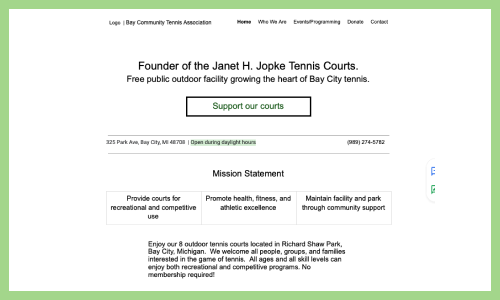 Logo | Bay Community Tennis Association Home Who We Are Events/Programming Donate Contact
Founder of the Janet H. Jopke Tennis Courts.
Free public outdoor facility growing the heart of Bay City tennis.
Support our courts
325 Park Ave, Bay City, MI 48708 | Open during daylight hours (989) 274-5762
Mission Statement
Provide courts for
recreational and competitive
use
Promote health, fitness, and
athletic excellence
Maintain facility and park
through community support
Enjoy our 8 outdoor tennis courts located in Richard Shaw Park,
Bay City, Michigan. We welcome all people, groups, and families
interested in the game of tennis. All ages and all skill levels can
enjoy both recreational and competitive programs. No
membership required!